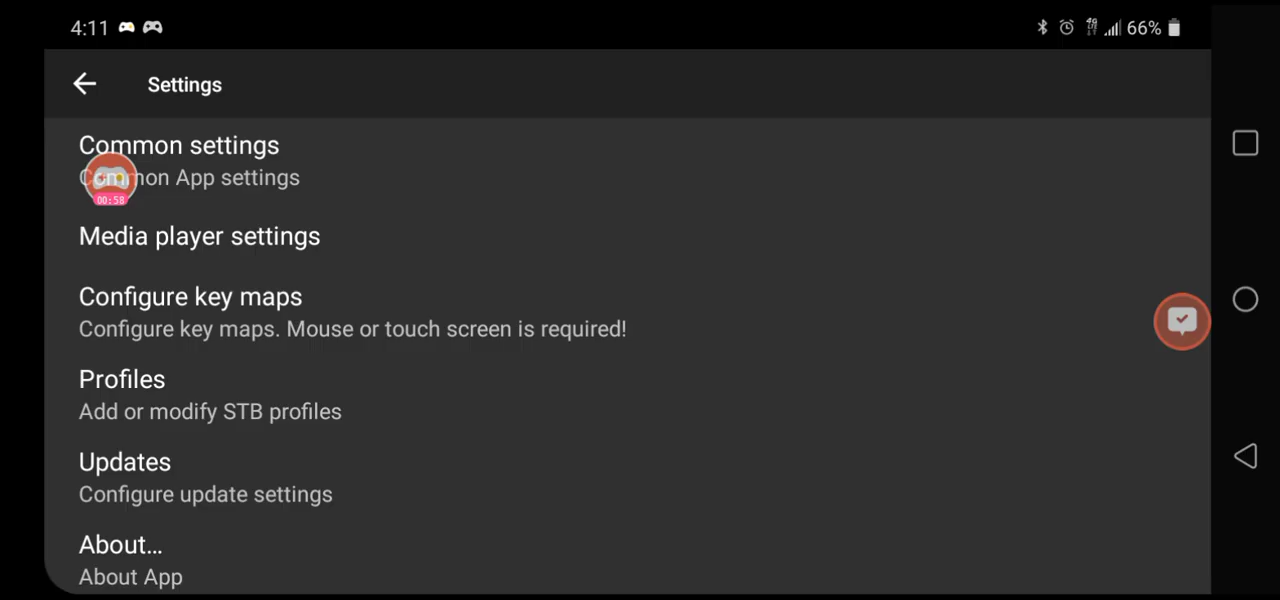 4:11
4G
66%
Settings
Common settings
Common App settings
00:58
Media player settings
Configure key maps
Configure key maps. Mouse or touch screen is required!
Profiles
Add or modify STB profiles
Updates
Configure update settings
About...
About App